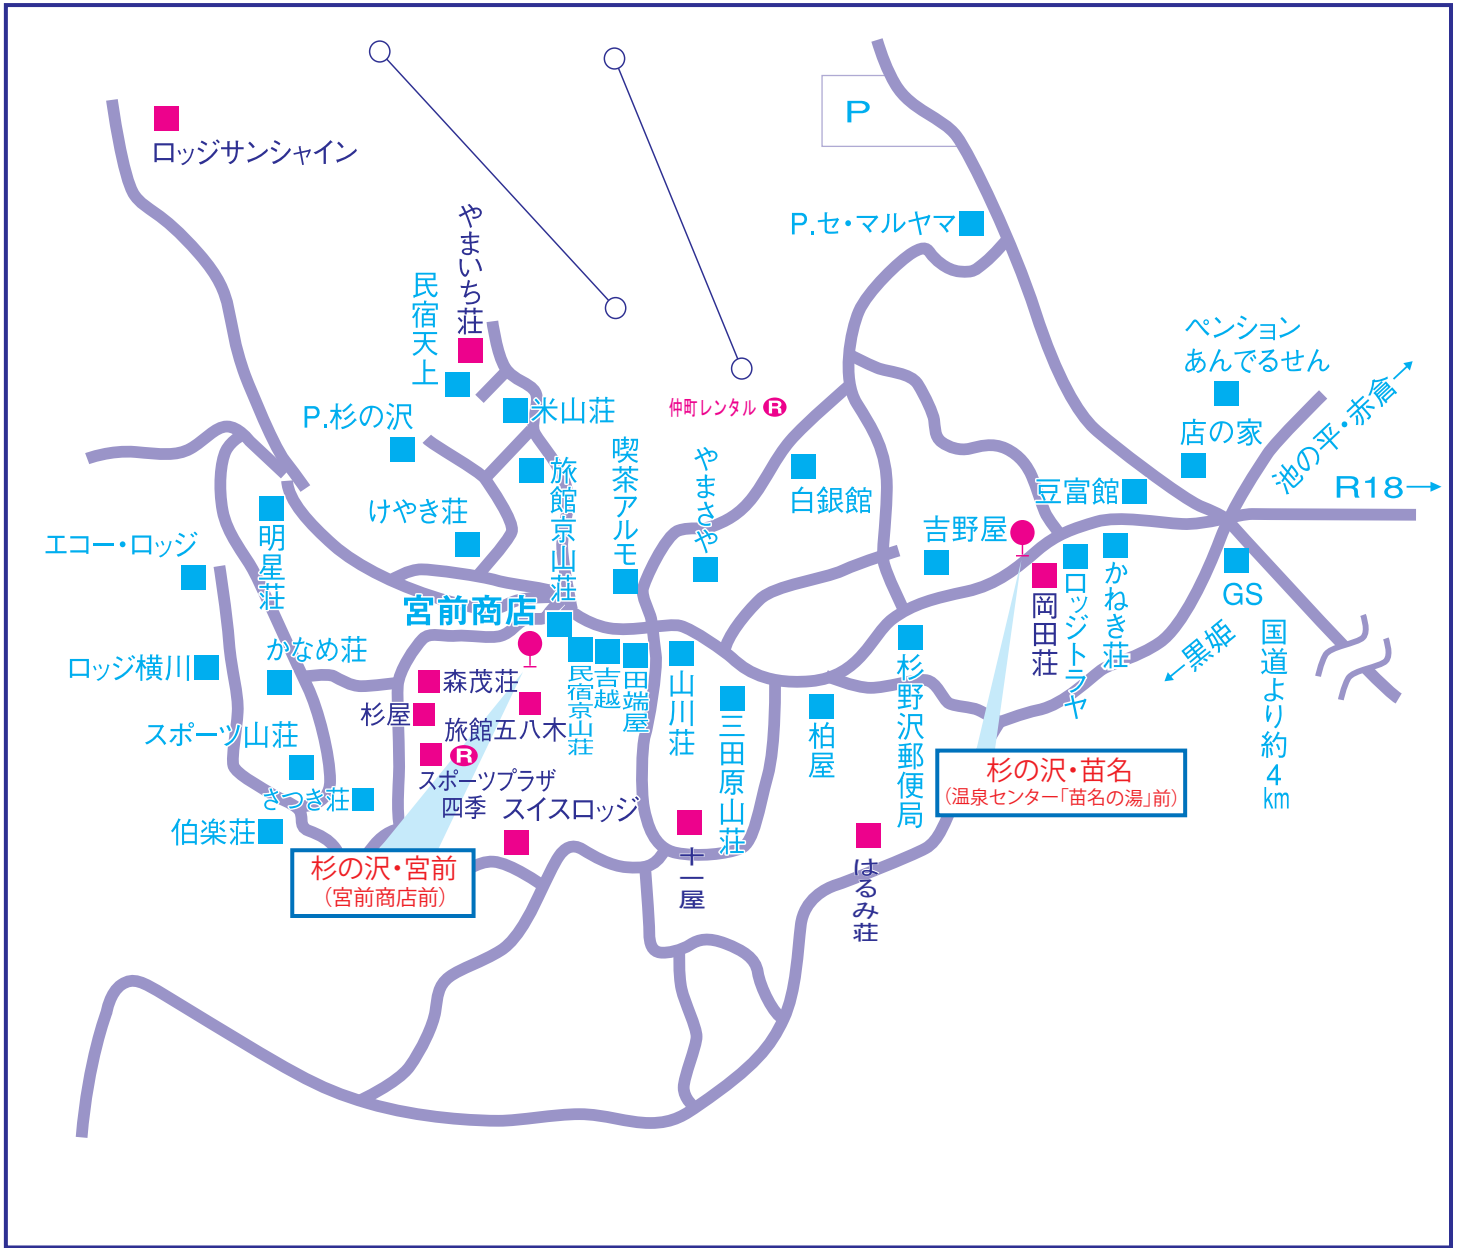 P
ロッジサンシャイン
P.セ・マルヤマ
やまいち荘
民宿天上
ペンション
あんでるせん
池の平・赤倉
P.杉の沢
米山荘
仲町レンタル R
店の家
喫茶アルモ
やまさや
旅館京山荘
白銀館
豆富館
R18
けやき荘
明星荘
エコー・ロッジ
吉野屋
GS
宮前商店
ロッジトラヤ
かねき荘
岡田荘
黒姫
国道より約4km
かなめ荘
ロッジ横川
森茂荘
杉屋
旅館五八木
民宿京山荘
吉越
田端屋
山川荘
三田原山荘
柏屋
杉野沢郵便局
スポーツ山荘
R
スポーツプラザ
四季
スイスロッジ
さつき荘
伯楽荘
杉の沢・苗名
(温泉センター「苗名の湯」前)
十一屋
はるみ荘
杉の沢・宮前
(宮前商店前)